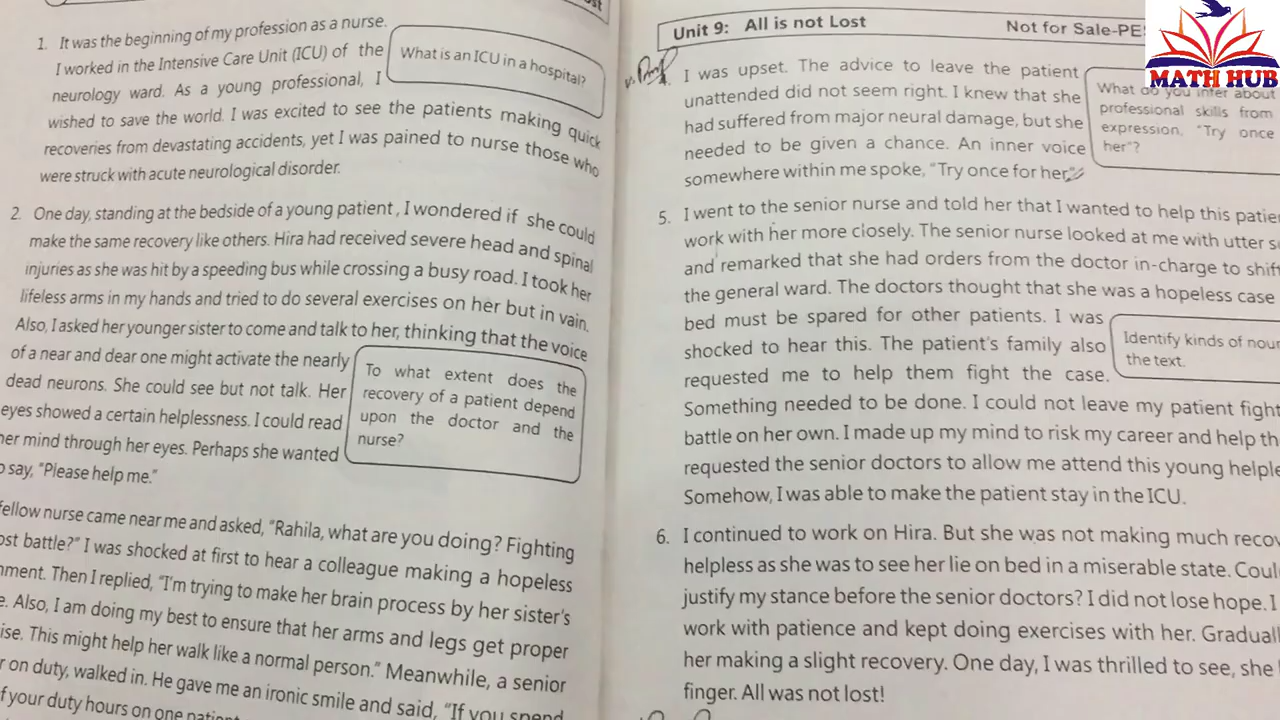 1. It was the beginning of my profession as a nurse.
I worked in the Intensive Care Unit (ICU) of the
neurology ward. As a young professional, I
wished to save the world. I was excited to see the patients making quick
recoveries from devastating accidents, yet I was pained to nurse those who
were struck with acute neurological disorder.
What is an ICU in a hospital?
2. One day, standing at the bedside of a young patient , I wondered if she could
make the same recovery like others. Hira had received severe head and spinal
injuries as she was hit by a speeding bus while crossing a busy road. I took her
lifeless arms in my hands and tried to do several exercises on her but in vain.
Also, I asked her younger sister to come and talk to her, thinking that the voice
of a near and dear one might activate the nearly
dead neurons. She could see but not talk. Her
eyes showed a certain helplessness. I could read
her mind through her eyes. Perhaps she wanted
say, "Please help me."
To what extent does the
recovery of a patient depend
upon the doctor and the
nurse?
fellow nurse came near me and asked, "Rahila, what are you doing? Fighting
battle?" I was shocked at first to hear a colleague making a hopeless
Then I replied, "I'm trying to make her brain process by her sister's
Also, I am doing my best to ensure that her arms and legs get proper
This might help her walk like a normal person." Meanwhile, a senior
on duty, walked in. He gave me an ironic smile and said, "If you spend
your duty hours on one
Unit 9: All is not Lost
Not for Sale-PE
MATH HUB
4. I was upset. The advice to leave the patient
unattended did not seem right. I knew that she
had suffered from major neural damage, but she
needed to be given a chance. An inner voice
somewhere within me spoke, "Try once for her."
What do you infer about
professional skills from
expression, "Try once
her"?
5. I went to the senior nurse and told her that I wanted to help this
work with her more closely. The senior nurse looked at me with utter
and remarked that she had orders from the doctor in-charge to shift
the general ward. The doctors thought that she was a hopeless case
bed must be spared for other patients. I was
shocked to hear this. The patient's family also
requested me to help them fight the case.
Something needed to be done. I could not leave my patient fight
battle on her own. I made up my mind to risk my career and help
requested the senior doctors to allow me attend this young
Somehow, I was able to make the patient stay in the ICU.
Identify kinds of
the text.
6. I continued to work on Hira. But she was not making much
helpless as she was to see her lie on bed in a miserable state.
justify my stance before the senior doctors? I did not lose hope. I
work with patience and kept doing exercises with her.
her making a slight recovery. One day, I was thrilled to see, she
finger. All was not lost!